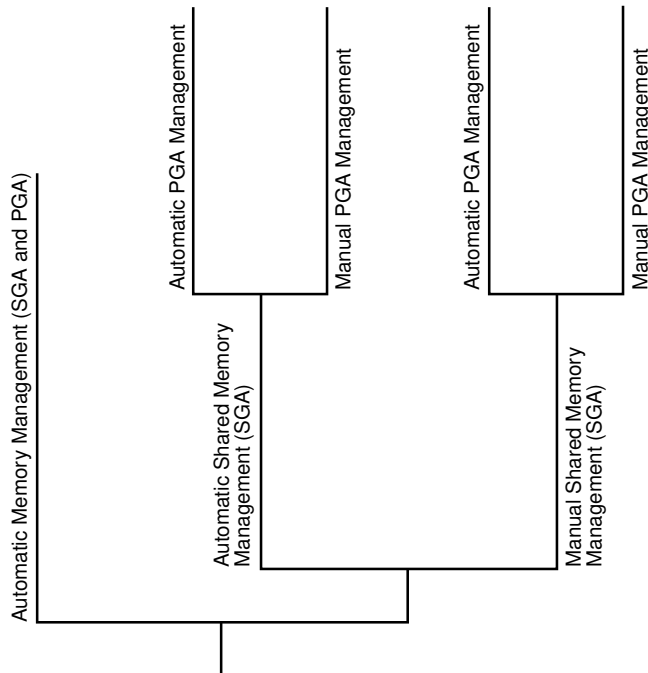 Automatic Memory Management (SGA and PGA)
Automatic PGA Management
Automatic Shared Memory
Management (SGA)
Manual PGA Management
Automatic PGA Management
Manual Shared Memory
Management (SGA)
Manual PGA Management